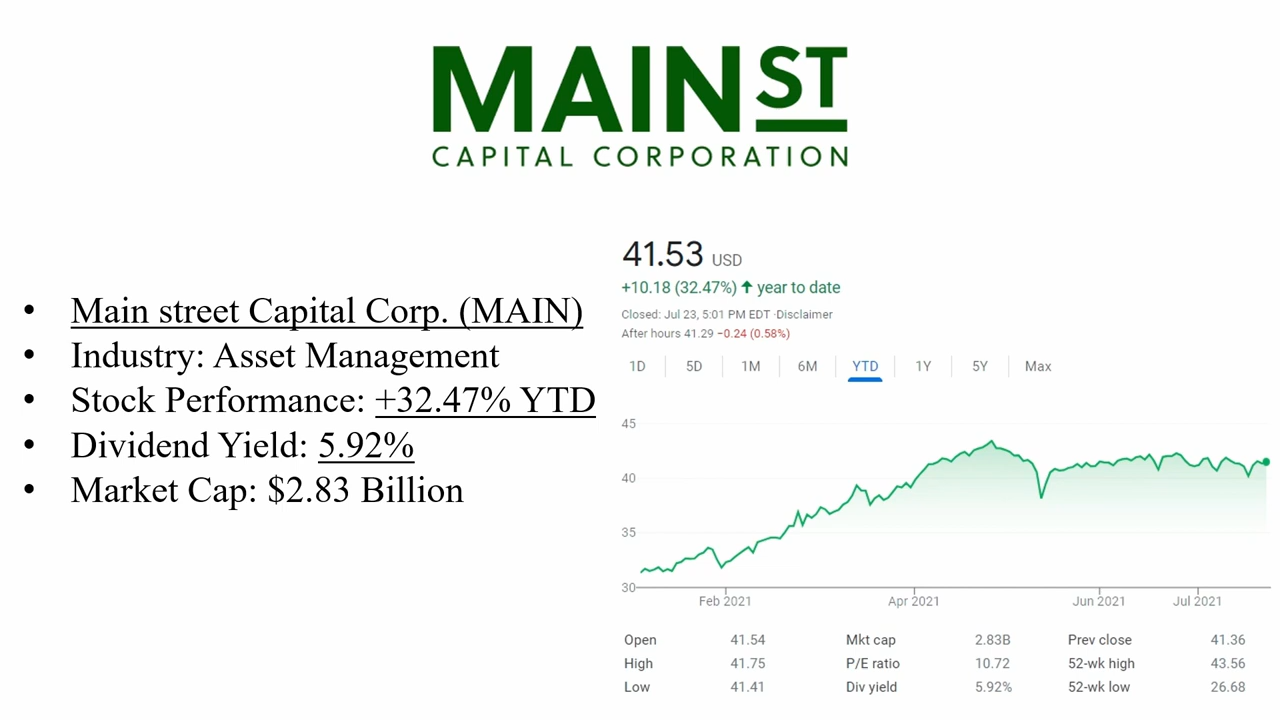 MAIN ST
CAPITAL CORPORATION
• Main street Capital Corp. (MAIN)
• Industry: Asset Management
• Stock Performance: +32.47% YTD
• Dividend Yield: 5.92%
• Market Cap: $2.83 Billion
41.53 USD
+10.18 (32.47%) ↑ year to date
Closed: Jul 23, 5:01 PM EDT ·Disclaimer
After hours 41.29 −0.24 (0.58%)
1D 5D 1M 6M YTD 1Y 5Y Max
45
40
35
30
Feb 2021 Apr 2021 Jun 2021 Jul 2021
Open 41.54 Mkt cap 2.83B Prev close 41.36
High 41.75 P/E ratio 10.72 52-wk high 43.56
Low 41.41 Div yield 5.92% 52-wk low 26.68